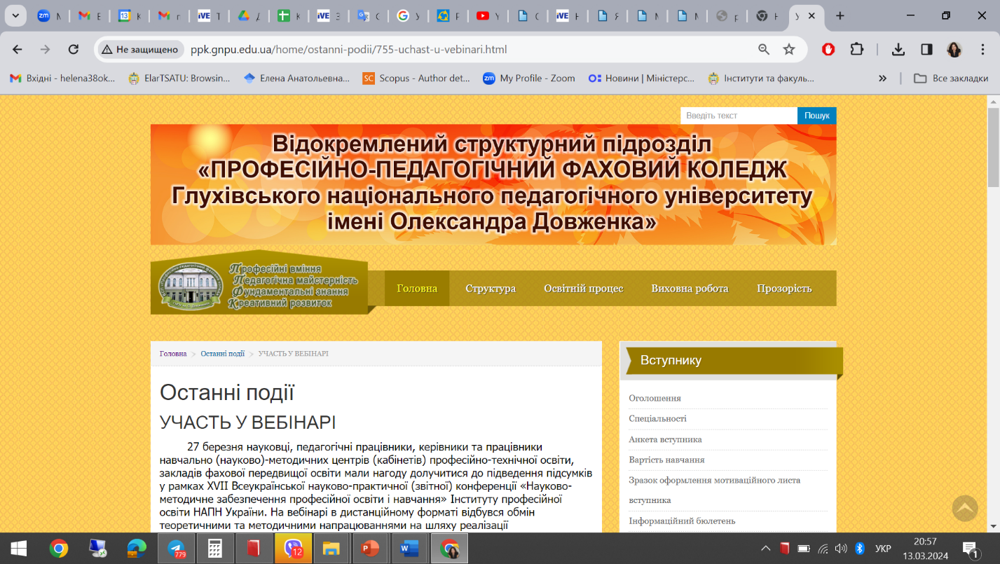 M
E
K
г
T
Д
К
З
С
У
F
Y
С
Н
Я
М
М
р
Н
У
Не защищено
ppk.gnpu.edu.ua/home/ostanni-podii/755-uchast-u-vebinari.html
Вхідні - helena38ok...
ElarTSATU: Browsin...
Елена Анатольевна...
Scopus - Author det...
My Profile - Zoom
Новини | Міністерс...
Інститути та факуль...
Все закладки
Введіть текст
Пошук
Відокремлений структурний підрозділ
«ПРОФЕСІЙНО-ПЕДАГОГІЧНИЙ ФАХОВИЙ КОЛЕДЖ
Глухівського національного педагогічного університету
імені Олександра Довженка»
Професійні вміння
Педагогічна майстерність
Фундаментальні знання
Креативний розвиток
Головна
Структура
Освітній процес
Виховна робота
Прозорість
Головна > Останні події > УЧАСТЬ У ВЕБІНАРІ
Останні події
УЧАСТЬ У ВЕБІНАРІ
27 березня науковці, педагогічні працівники, керівники та працівники
навчально (науково)-методичних центрів (кабінетів) професійно-технічної освіти,
закладів фахової передвищої освіти мали нагоду долучитися до підведення підсумків
у рамках XVII Всеукраїнської науково-практичної (звітної) конференції «Науково-
методичне забезпечення професійної освіти і навчання» Інституту професійної
освіти НАПН України. На вебінарі в дистанційному форматі відбувся обмін
теоретичними та методичними напрацюваннями на шляху реалізації
Вступнику
Оголошення
Спеціальності
Анкета вступника
Вартість навчання
Зразок оформлення мотиваційного листа
вступника
Інформаційний бюлетень
779
12
УКР
20:57
13.03.2024
1